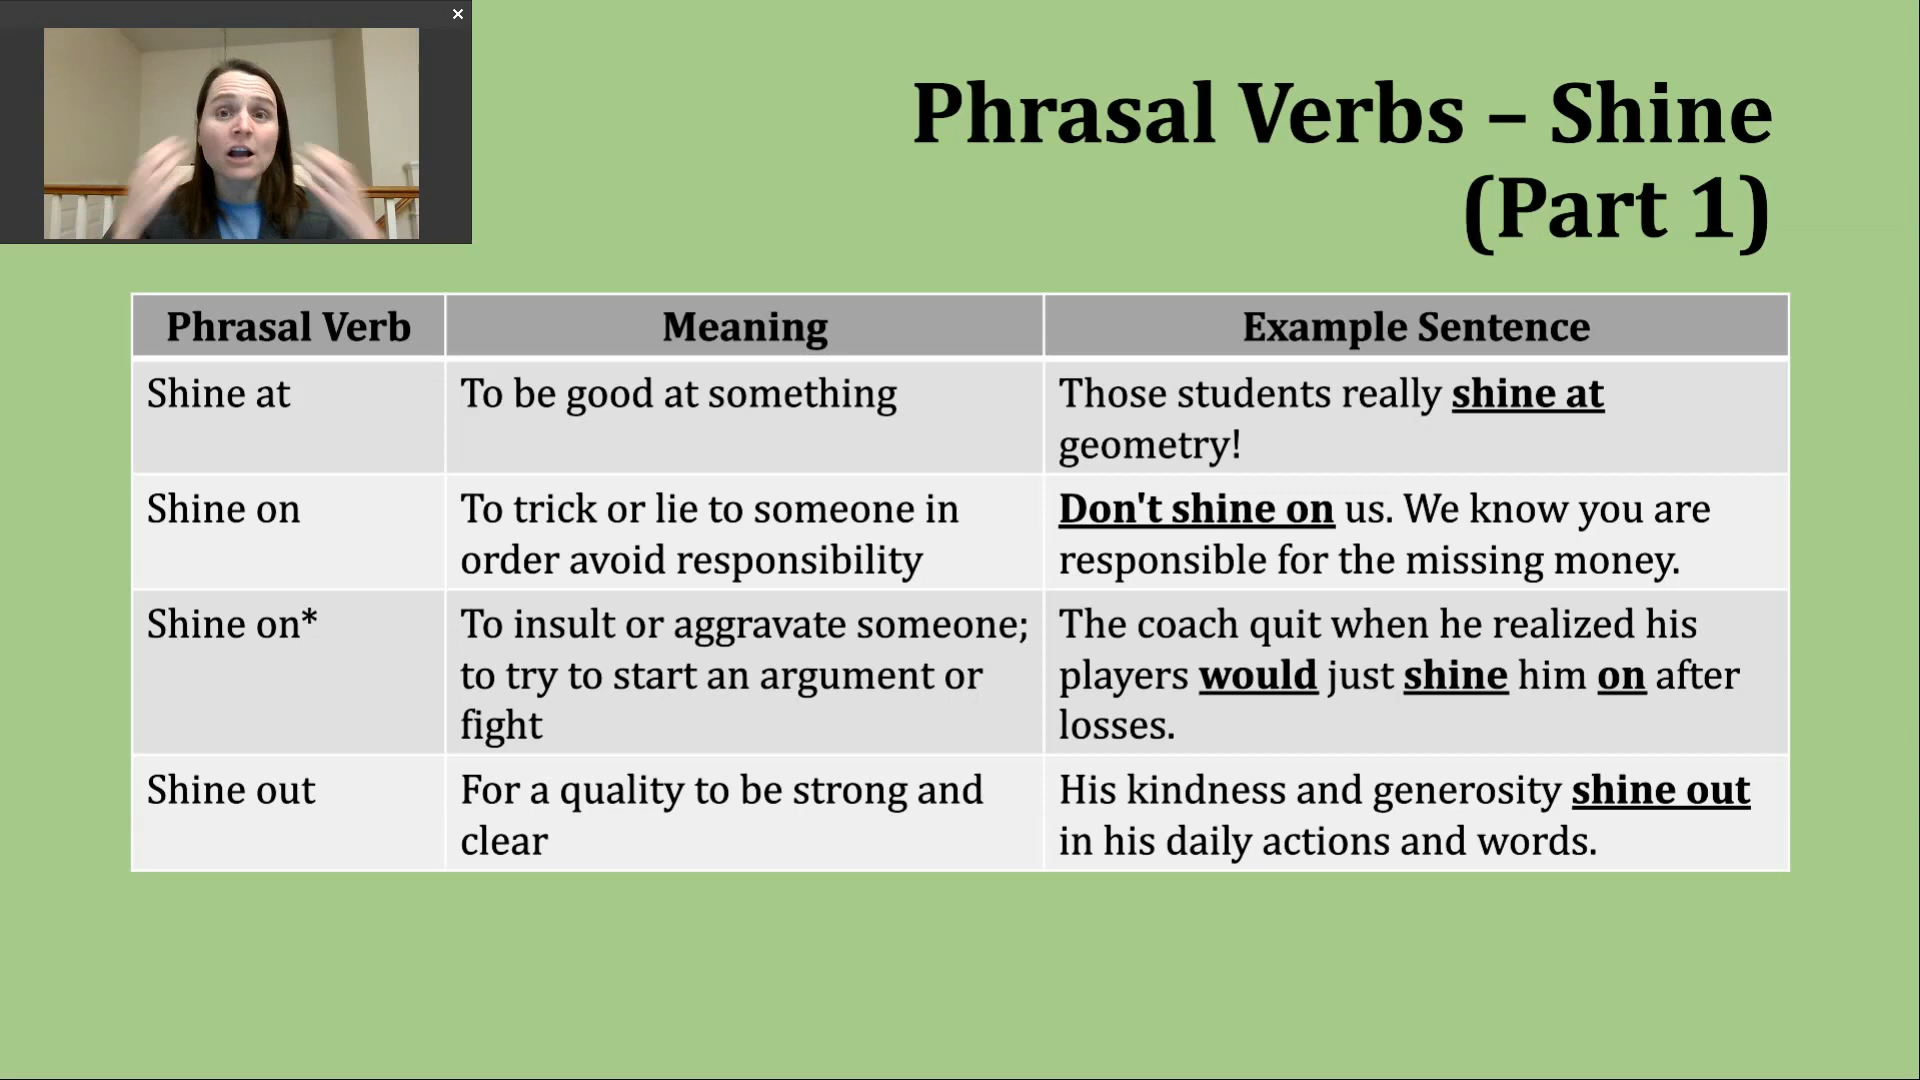 Phrasal Verbs – Shine
(Part 1)
Phrasal Verb
Meaning
Example Sentence
Shine at
To be good at something
Those students really shine at
geometry!
Shine on
To trick or lie to someone in
order avoid responsibility
Don't shine on us. We know you are
responsible for the missing money.
Shine on*
To insult or aggravate someone;
to try to start an argument or
fight
The coach quit when he realized his
players would just shine him on after
losses.
Shine out
For a quality to be strong and
clear
His kindness and generosity shine out
in his daily actions and words.